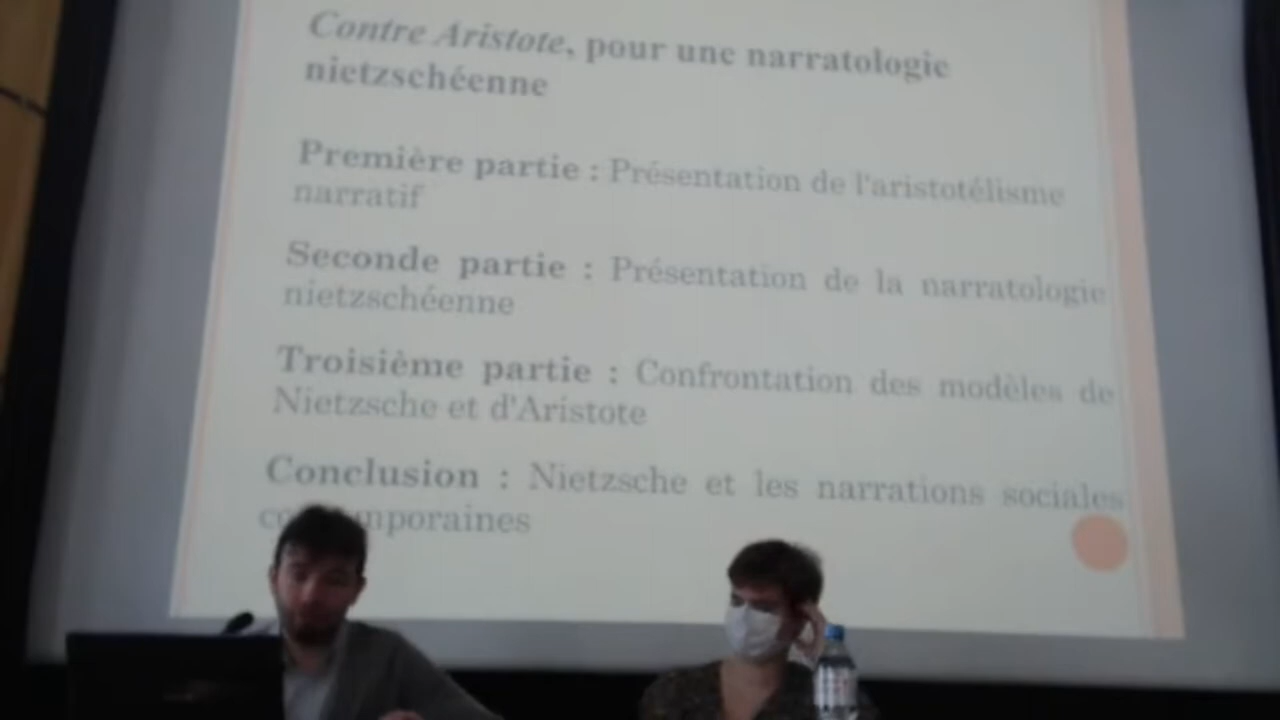 Contre Aristote, pour une narratologie
nietzschéenne
Première partie : Présentation de l'aristotélisme
narratif
Seconde partie : Présentation de la narratologie
nietzschéenne
Troisième partie : Confrontation des modèles de
Nietzsche et d'Aristote
Conclusion : Nietzsche et les narrations sociales
contemporaines